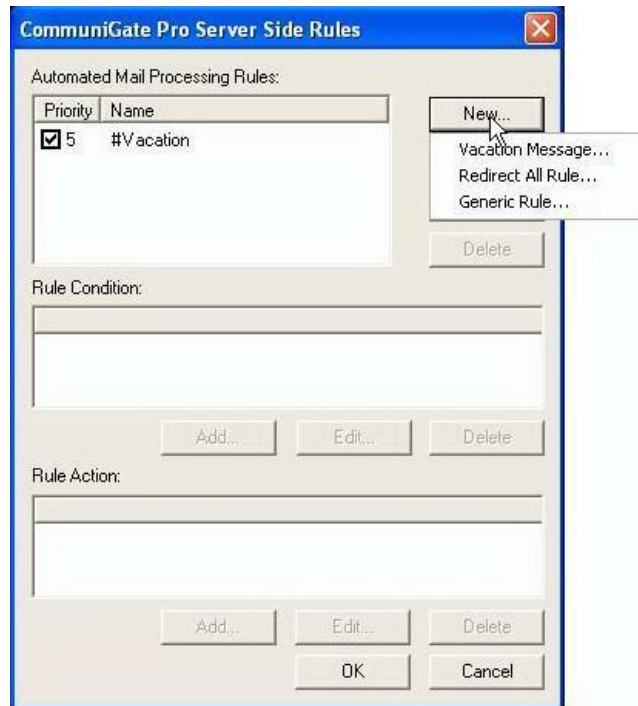 CommuniGate Pro Server Side Rules
Automated Mail Processing Rules:
Priority Name
5 #Vacation
New...
Vacation Message...
Redirect All Rule...
Generic Rule...
Delete
Rule Condition:
Add... Edit... Delete
Rule Action:
Add... Edit... Delete
OK Cancel